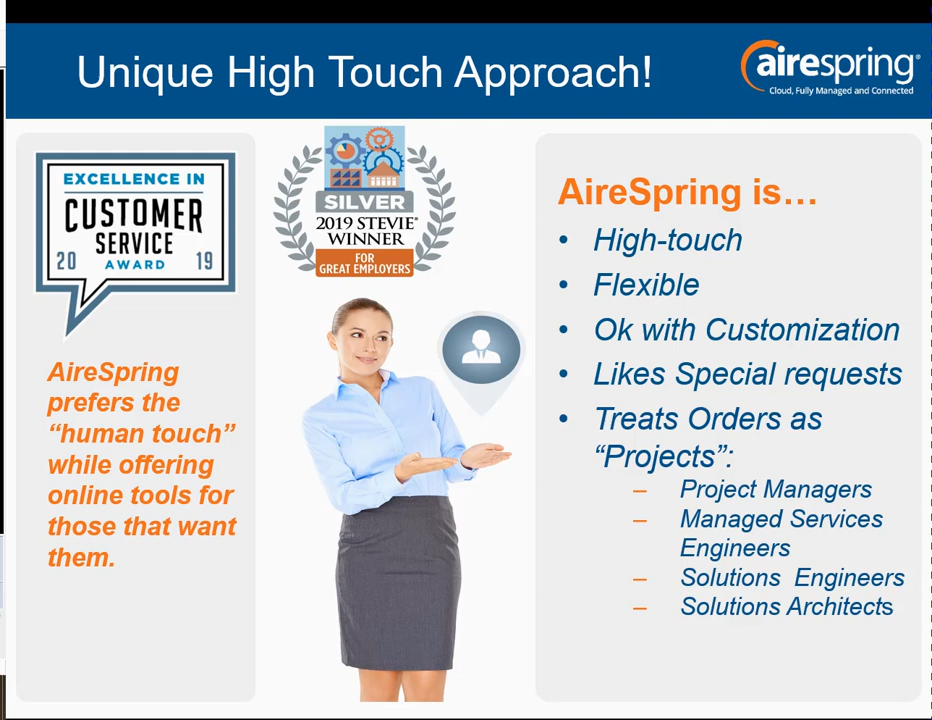 Unique High Touch Approach!
airespring®
Cloud, Fully Managed and Connected
EXCELLENCE IN
CUSTOMER
SERVICE
20 AWARD 19
SILVER
2019 STEVIE®
WINNER
FOR
GREAT EMPLOYERS
AireSpring
prefers the
“human touch”
while offering
online tools for
those that want
them.
AireSpring is…
• High-touch
• Flexible
• Ok with Customization
• Likes Special requests
• Treats Orders as
“Projects”:
– Project Managers
– Managed Services
Engineers
– Solutions Engineers
– Solutions Architects